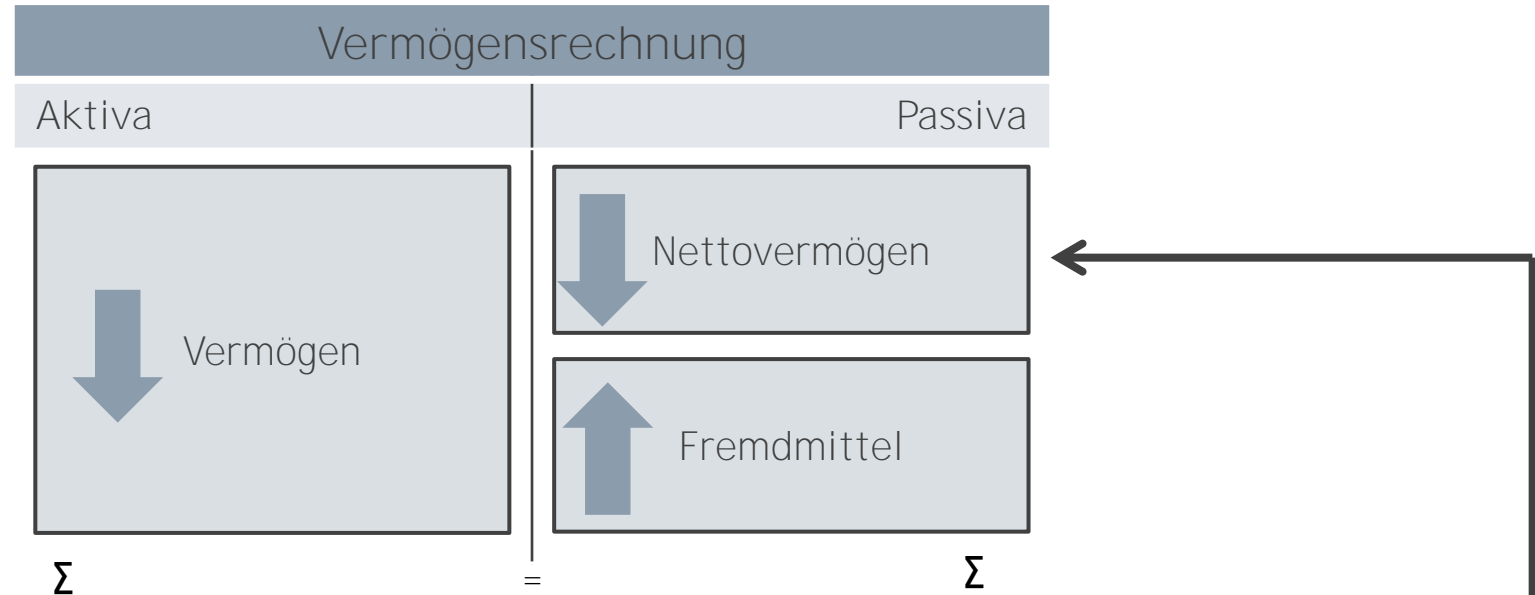 Vermögensrechnung
Aktiva Passiva
Nettovermögen
Vermögen
Fremdmittel
Σ = Σ